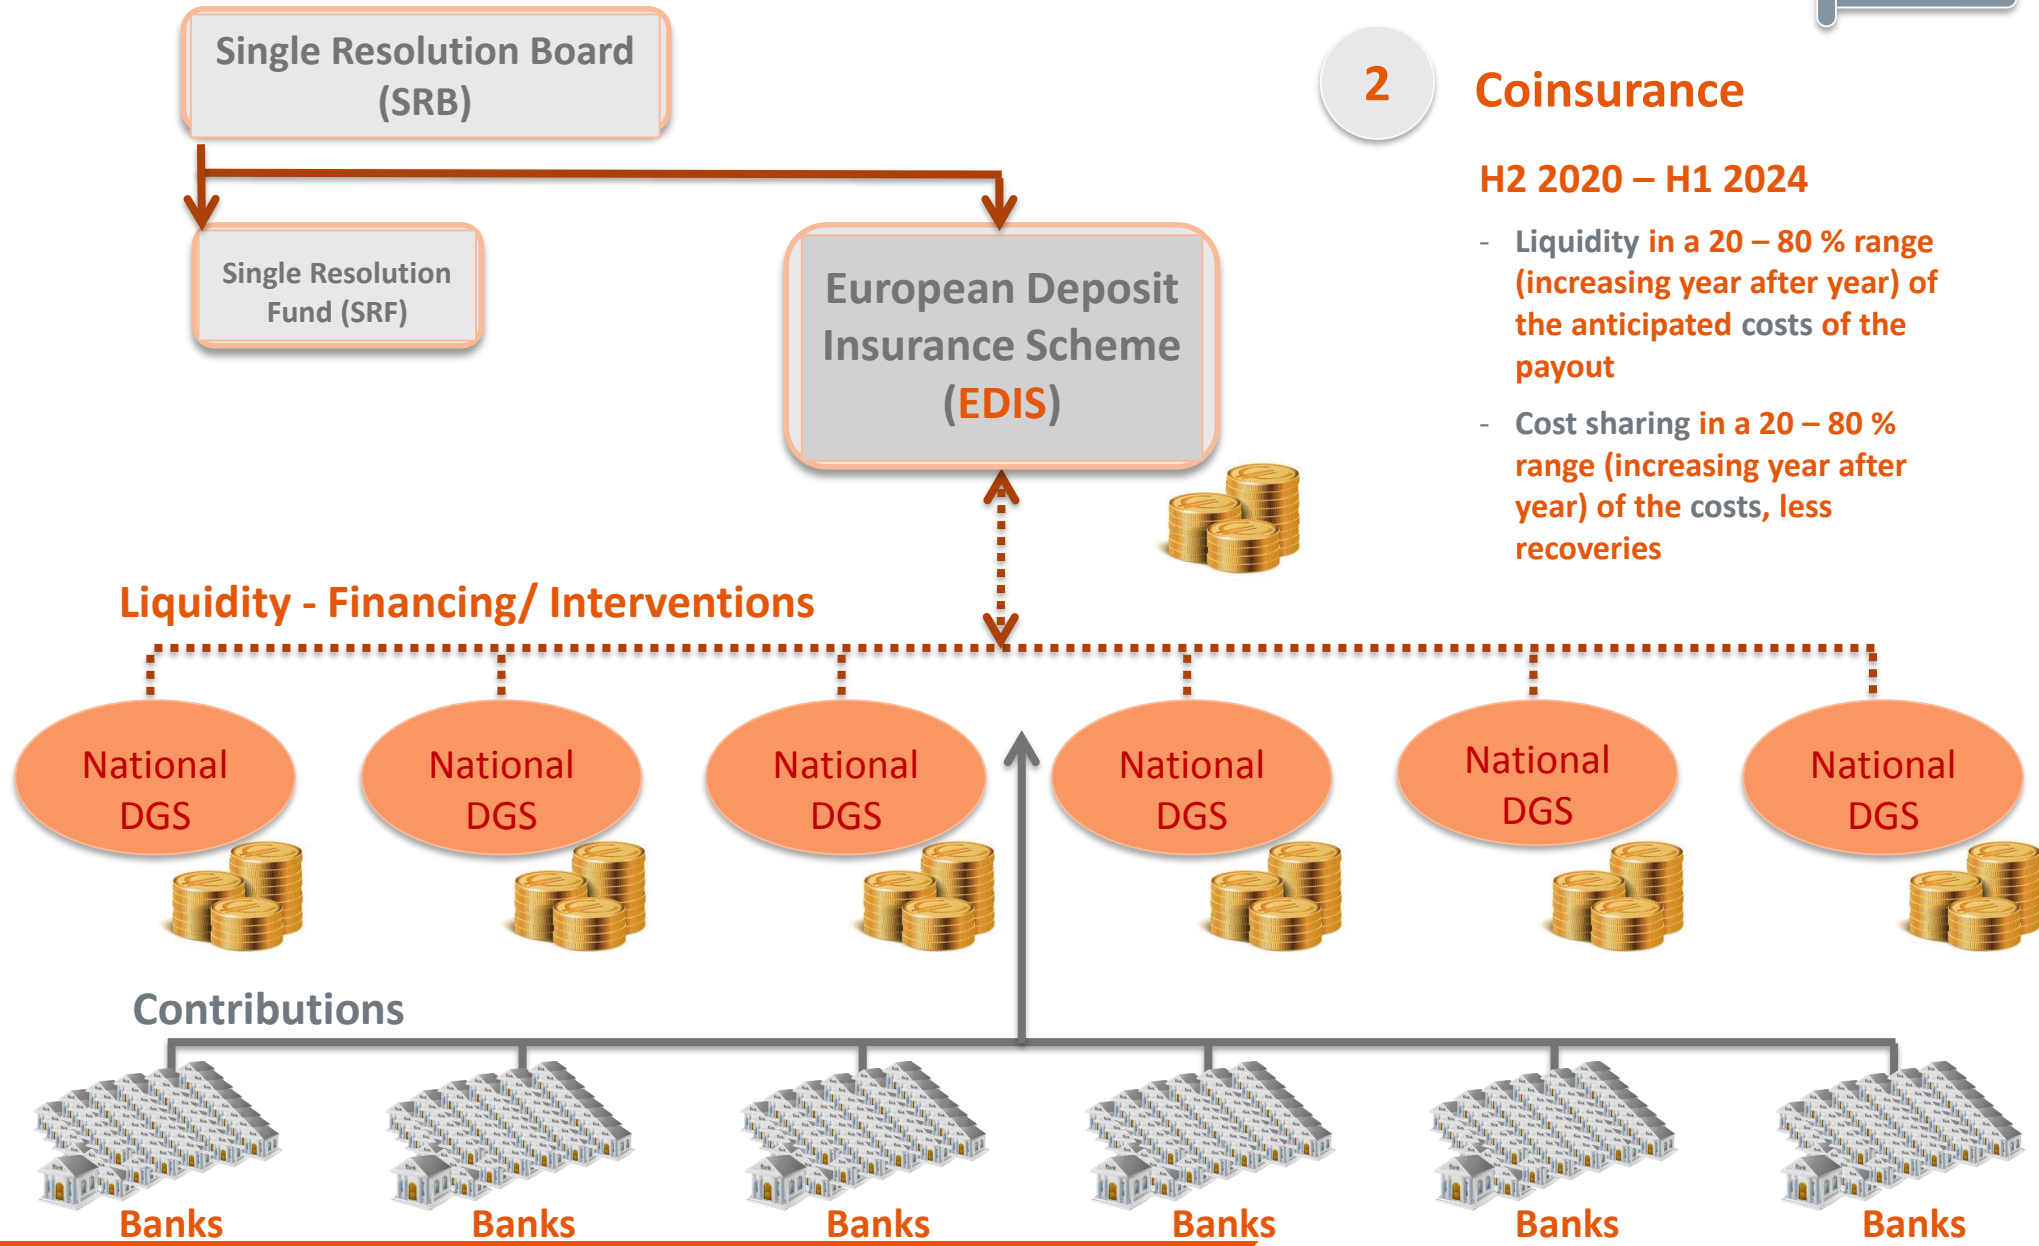 Single Resolution Board
(SRB)
2
Coinsurance
H2 2020 – H1 2024
Single Resolution
Fund (SRF)
European Deposit
Insurance Scheme
(EDIS)
- Liquidity in a 20 – 80 % range
(increasing year after year) of
the anticipated costs of the
payout
- Cost sharing in a 20 – 80 %
range (increasing year after
year) of the costs, less
recoveries
Liquidity - Financing/ Interventions
National
DGS
National
DGS
National
DGS
National
DGS
National
DGS
National
DGS
Contributions
Banks
Banks
Banks
Banks
Banks
Banks